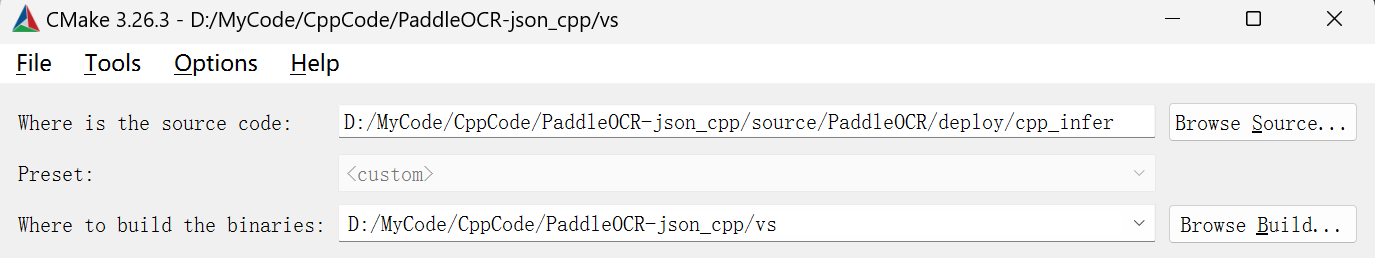 CMake 3.26.3 - D:/MyCode/CppCode/PaddleOCR-json_cpp/vs
File Tools Options Help
Where is the source code: D:/MyCode/CppCode/PaddleOCR-json_cpp/source/PaddleOCR/deploy/cpp_infer Browse Source...
Preset: <custom>
Where to build the binaries: D:/MyCode/CppCode/PaddleOCR-json_cpp/vs Browse Build...